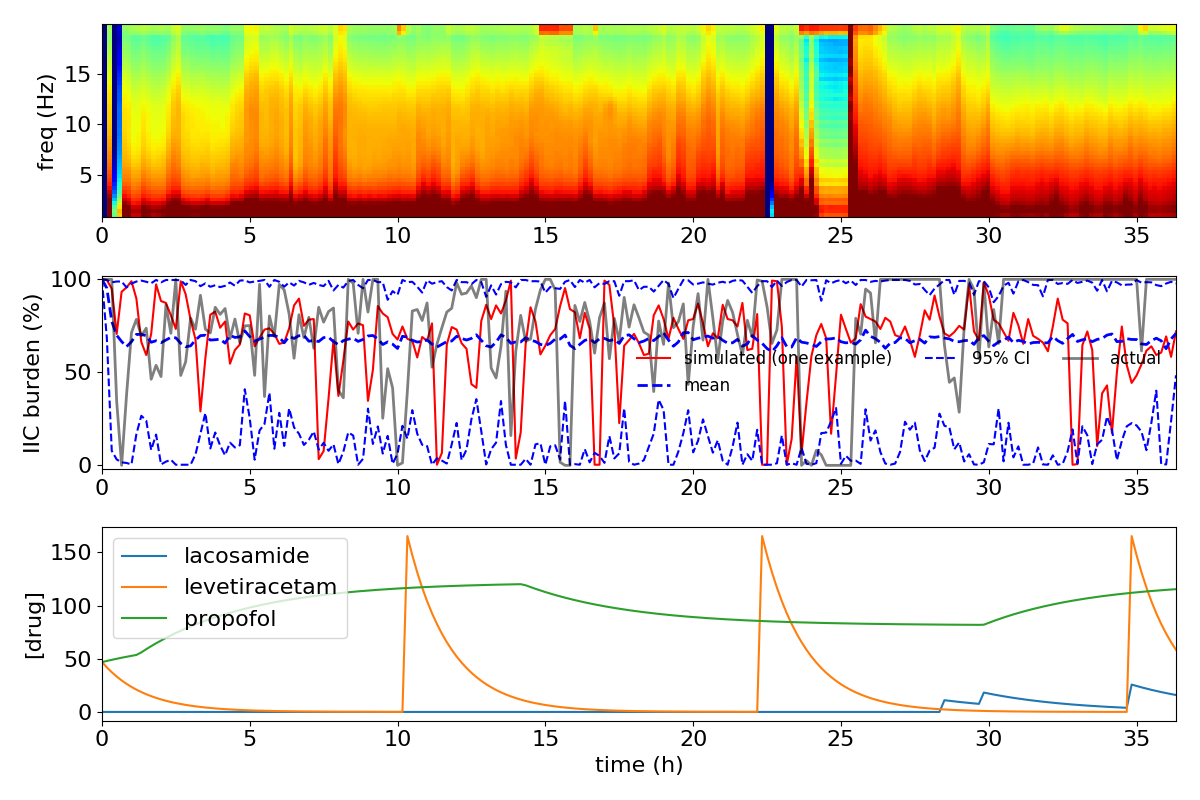 freq (Hz)
15
10
5
0 5 10 15 20 25 30 35
IIC burden (%)
100
50
0
simulated (one example) 95% CI actual
mean
0 5 10 15 20 25 30 35
[drug]
150
100
50
0
lacosamide
levetiracetam
propofol
0 5 10 15 20 25 30 35
time (h)